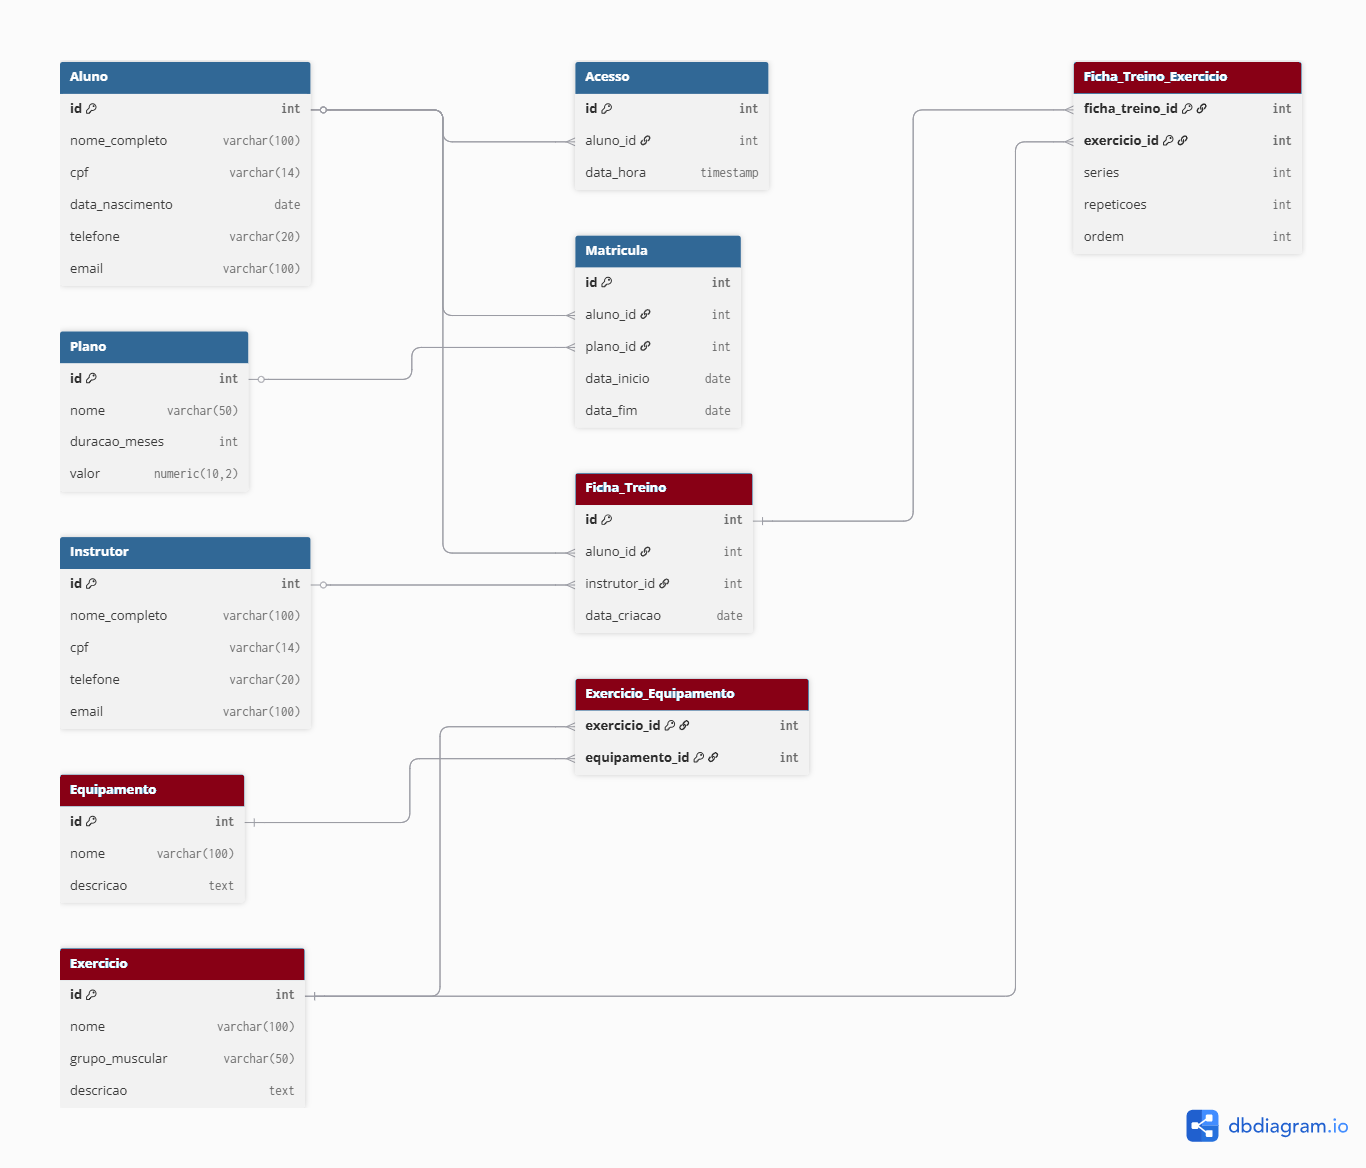 Aluno
id int
nome_completo varchar(100)
cpf varchar(14)
data_nascimento date
telefone varchar(20)
email varchar(100)
Plano
id int
nome varchar(50)
duracao_meses int
valor numeric(10,2)
Instrutor
id int
nome_completo varchar(100)
cpf varchar(14)
telefone varchar(20)
email varchar(100)
Equipamento
id int
nome varchar(100)
descricao text
Exercicio
id int
nome varchar(100)
grupo_muscular varchar(50)
descricao text
Acesso
id int
aluno_id int
data_hora timestamp
Matricula
id int
aluno_id int
plano_id int
data_inicio date
data_fim date
Ficha_Treino
id int
aluno_id int
instrutor_id int
data_criacao date
Exercicio_Equipamento
exercicio_id int
equipamento_id int
Ficha_Treino_Exercicio
ficha_treino_id int
exercicio_id int
series int
repeticoes int
ordem int
dbdiagram.io